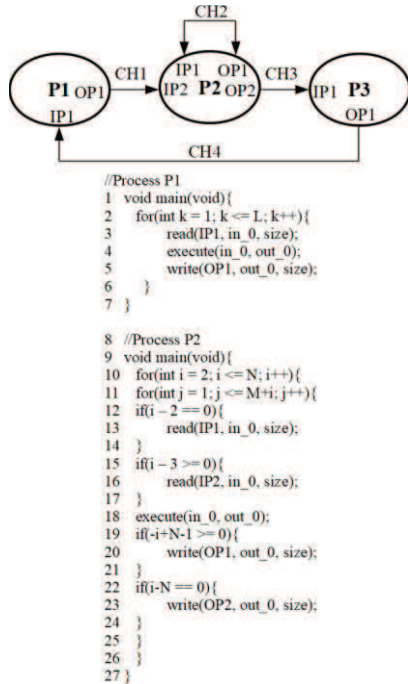 CH2
IP1 OP1
P1 OP1 CH1 IP2 P2 OP2 CH3 IP1 P3
IP1 OP1
CH4
//Process P1
1 void main(void){
2 for(int k = 1; k <= L; k++){
3 read(IP1, in_0, size);
4 execute(in_0, out_0);
5 write(OP1, out_0, size);
6 }
7 }
8 //Process P2
9 void main(void){
10 for(int i = 2; i <= N; i++){
11 for(int j = 1; j <= M+i; j++){
12 if(i – 2 == 0){
13 read(IP1, in_0, size);
14 }
15 if(i – 3 >= 0){
16 read(IP2, in_0, size);
17 }
18 execute(in_0, out_0);
19 if(-i+N-1 >= 0){
20 write(OP1, out_0, size);
21 }
22 if(i-N == 0){
23 write(OP2, out_0, size);
24 }
25 }
26 }
27 }